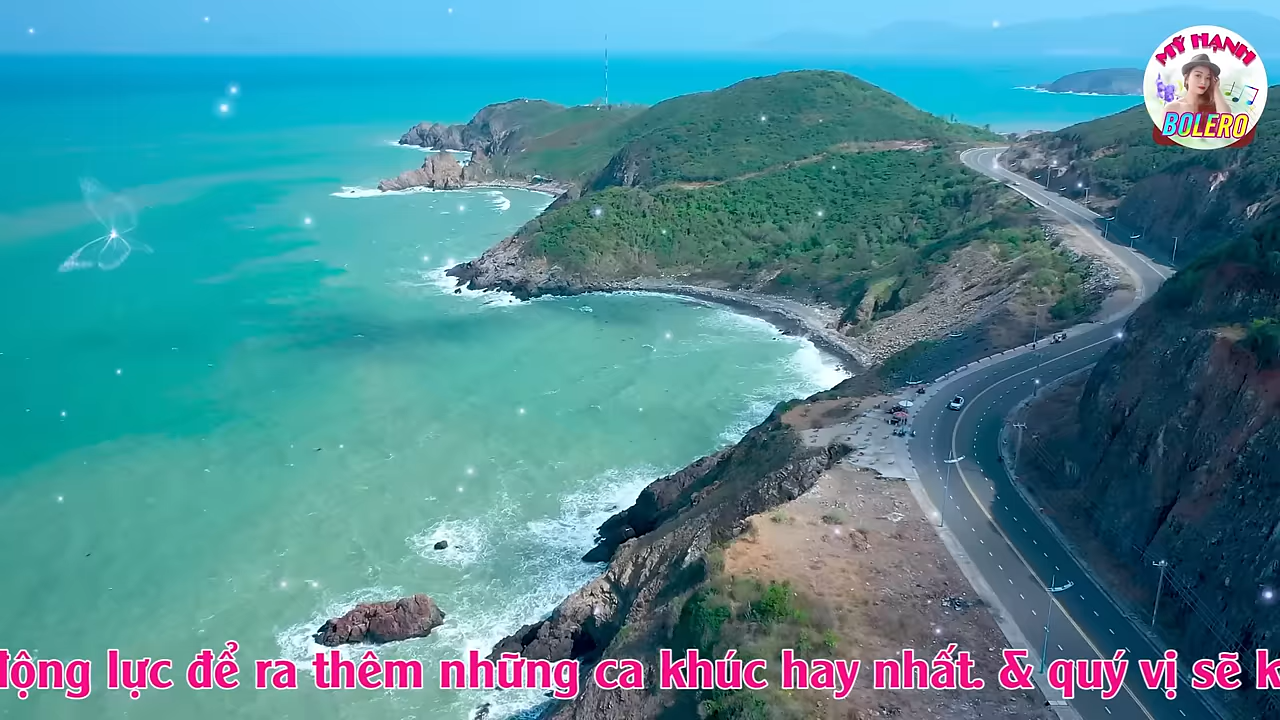 MỸ HẠNH
BOLERO
động lực để ra thêm những ca khúc hay nhất. & quý vị sẽ k